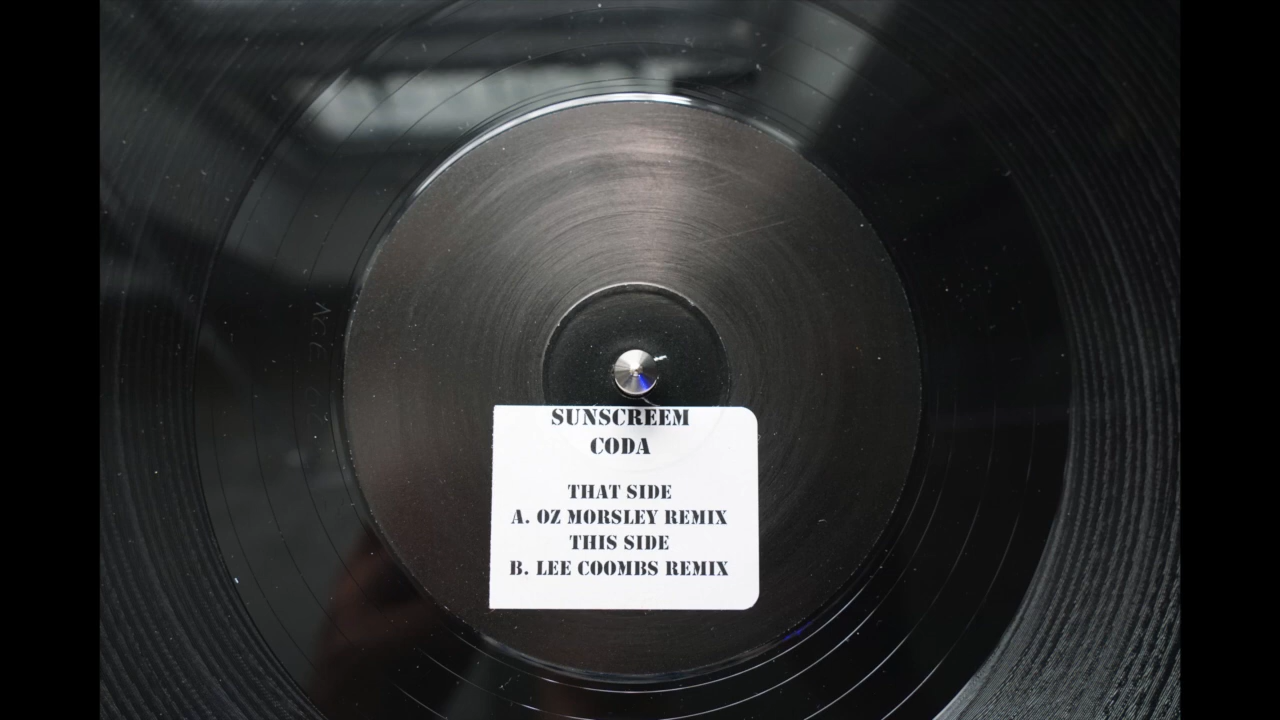 SUNSCREEM
CODA
THAT SIDE
A. OZ MORSLEY REMIX
THIS SIDE
B. LEE COOMBS REMIX